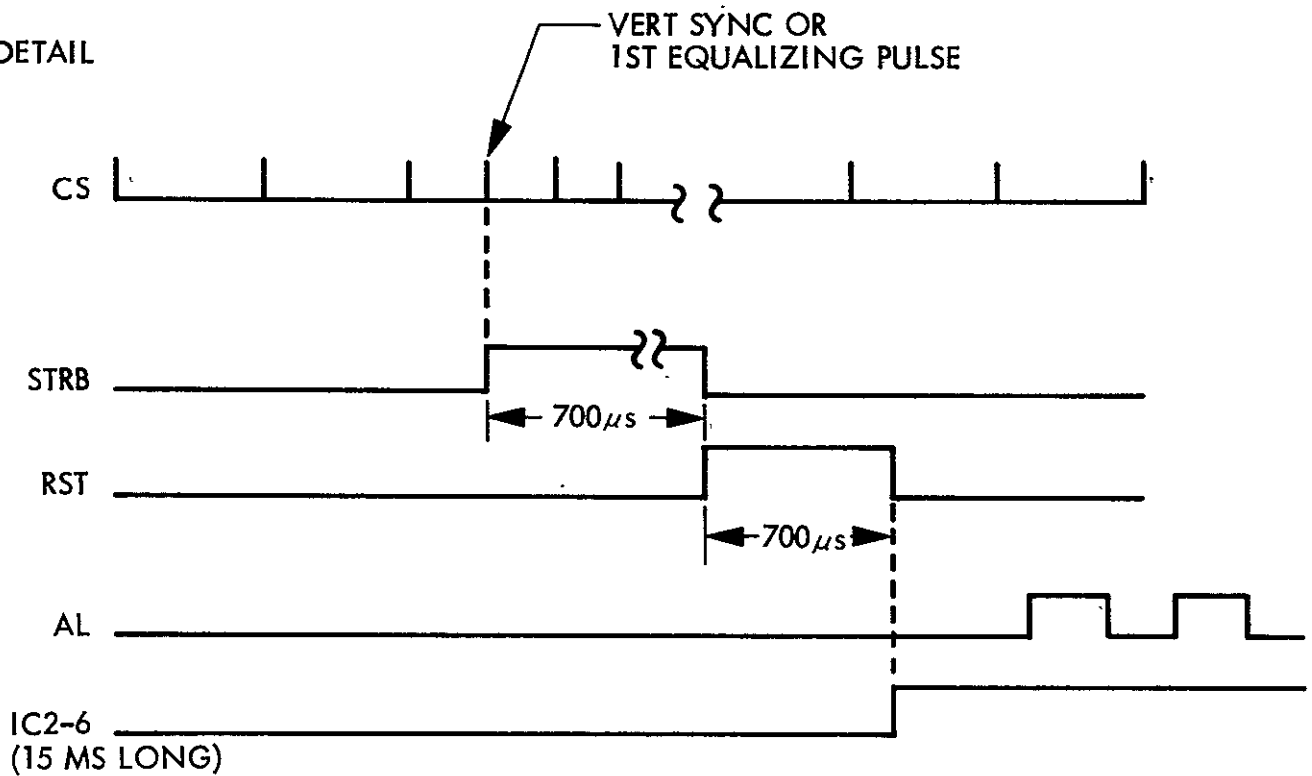 VERT SYNC OR
1ST EQUALIZING PULSE
DETAIL
CS
STRB
700μs
RST
700μs
AL
IC2-6
(15 MS LONG)